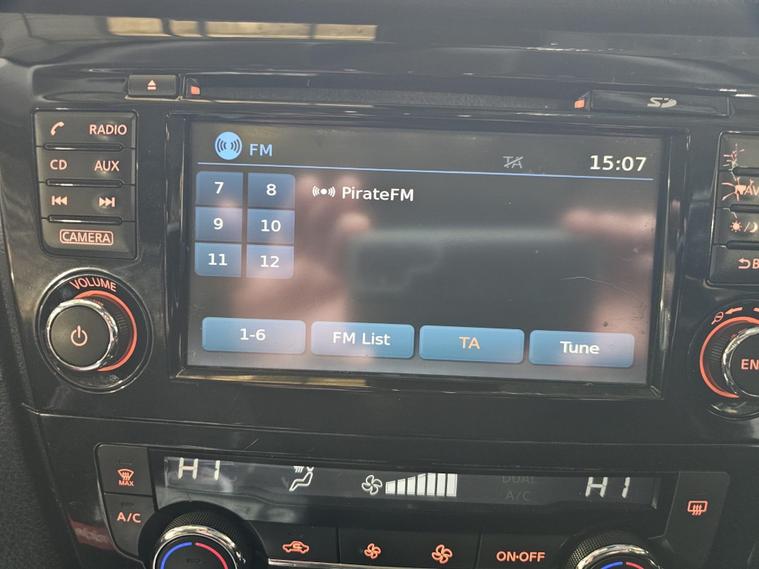 SD
RADIO
CD AUX
CAMERA
VOLUME
FM
TA 15:07
7 8
PirateFM
9 10
11 12
1-6 FM List TA Tune
MAX
HI
DUAL
A/C
HI
A/C
ON·OFF